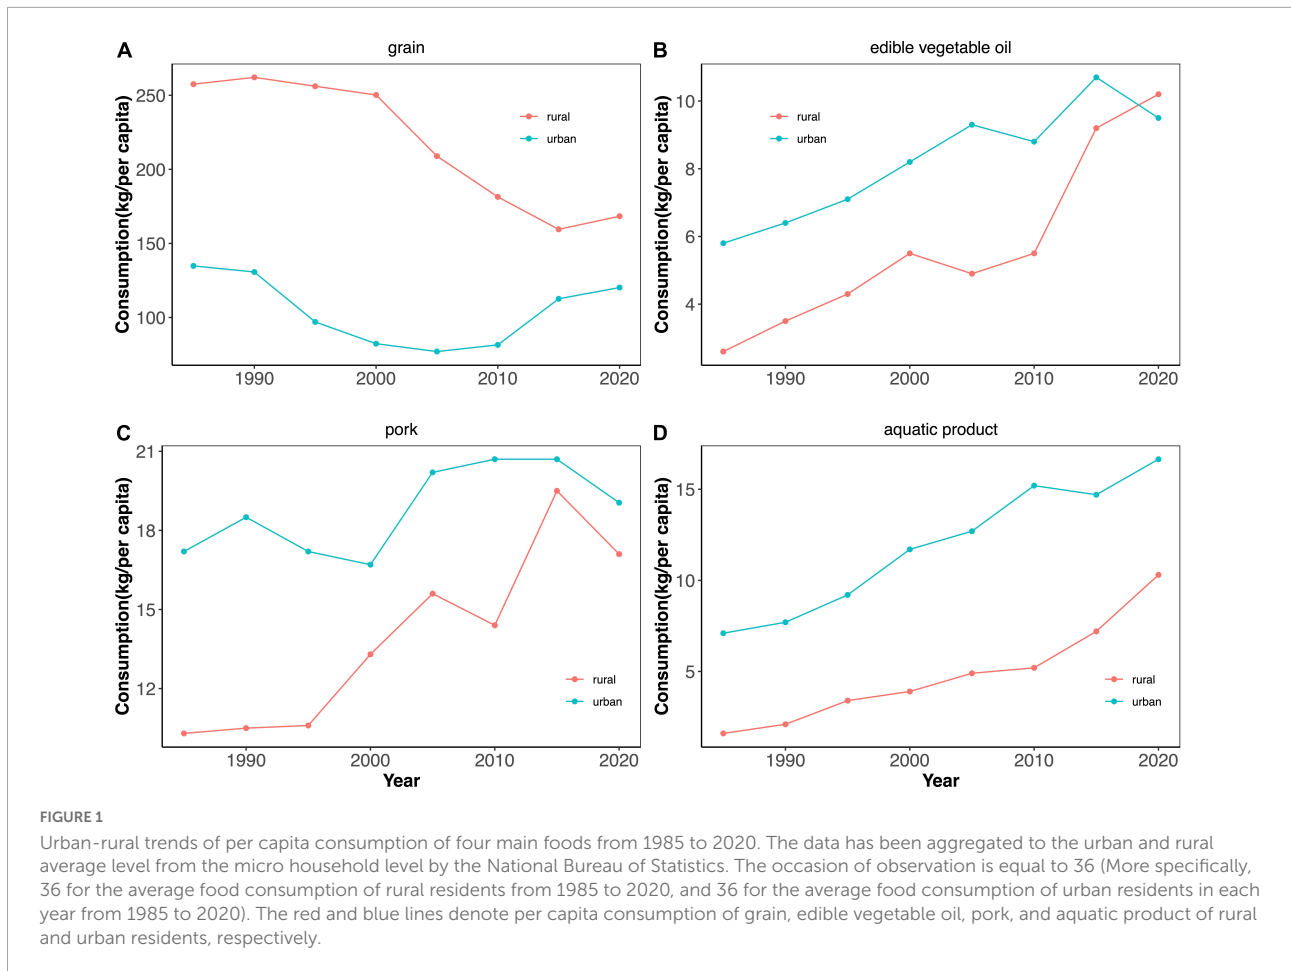 A
grain
Consumption(kg/per capita)
250
200
150
100
rural
urban
1990
2000
2010
2020
B
edible vegetable oil
Consumption(kg/per capita)
10
8
6
4
rural
urban
1990
2000
2010
2020
C
pork
Consumption(kg/per capita)
21
18
15
12
rural
urban
1990
2000
2010
2020
Year
D
aquatic product
Consumption(kg/per capita)
15
10
5
rural
urban
1990
2000
2010
2020
Year
FIGURE 1
Urban-rural trends of per capita consumption of four main foods from 1985 to 2020. The data has been aggregated to the urban and rural
average level from the micro household level by the National Bureau of Statistics. The occasion of observation is equal to 36 (More specifically,
36 for the average food consumption of rural residents from 1985 to 2020, and 36 for the average food consumption of urban residents in each
year from 1985 to 2020). The red and blue lines denote per capita consumption of grain, edible vegetable oil, pork, and aquatic product of rural
and urban residents, respectively.